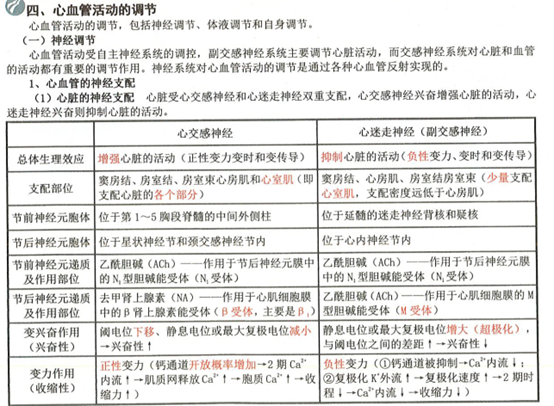 四、心血管活动的调节
心血管活动的调节，包括神经调节、体液调节和自身调节。
（一）神经调节
心血管活动受自主神经系统的调控，副交感神经系统主要调节心脏活动，而交感神经系统对心脏和血管
的活动都有重要的调节作用。神经系统对心血管活动的调节是通过各种心血管反射实现的。
1、心血管的神经支配
（1）心脏的神经支配 心脏受心交感神经和心迷走神经双重支配，心交感神经兴奋增强心脏的活动，心
迷走神经兴奋则抑制心脏的活动。
心交感神经
心迷走神经（副交感神经）
总体生理效应
增强心脏的活动（正性变力变时和变传导）
抑制心脏的活动（负性变力、变时和变传导）
支配部位
窦房结、房室结、房室束心房肌和心室肌（即
支配心脏的各个部分）
窦房结、心房肌、房室结房室束（少量支配
心室肌，支配密度远低于心房肌）
节前神经元胞体
位于第1～5胸段脊髓的中间外侧柱
位于延髓的迷走神经背核和疑核
节后神经元胞体
位于星状神经节和颈交感神经节内
位于心内神经节内
节前神经元递质
及作用部位
乙酰胆碱（ACh）——作用于节后神经元膜中
的N₁型胆碱能受体（N₁受体）
乙酰胆碱（ACh）——作用于节后神经元膜
中的N₁型胆碱能受体（N₁受体）
节后神经元递质
及作用部位
去甲肾上腺素（NA）——作用于心肌细胞膜
中的β肾上腺素能受体（β受体，主要是β₁）
乙酰胆碱（ACh）——作用于心肌细胞膜的M
型胆碱能受体（M受体）
变兴奋作用
（兴奋性）
阈电位下移、静息电位或最大复极电位减小
→兴奋性↑
静息电位或最大复极电位增大（超极化），
与阈电位之间的差距↑→兴奋性↓
变力作用
（收缩性）
正性变力（钙通道开放概率增加→2期Ca²⁺
内流↑→肌质网释放Ca²⁺↑→胞质Ca²⁺↑→收
缩力↑）
负性变力（①钙通道被抑制→Ca²⁺内流↓；
②复极化K⁺外流↑→复极化速度↑→2期时
程↓→Ca²⁺内流↓→收缩力↓）